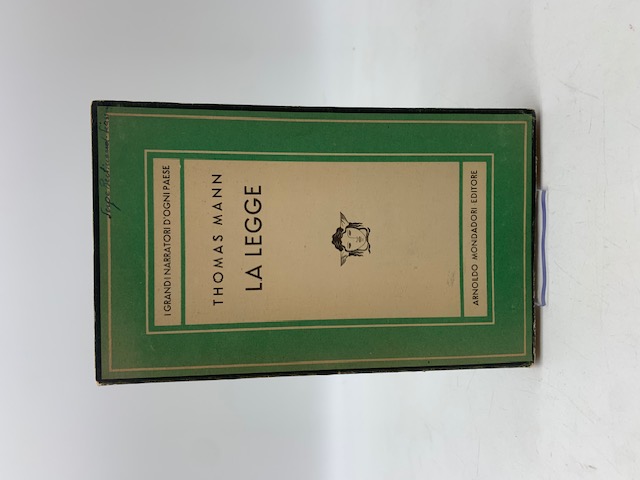 I GRANDI NARRATORI D'OGNI PAESE
THOMAS MANN
LA LEGGE
ARNOLDO MONDADORI EDITORE